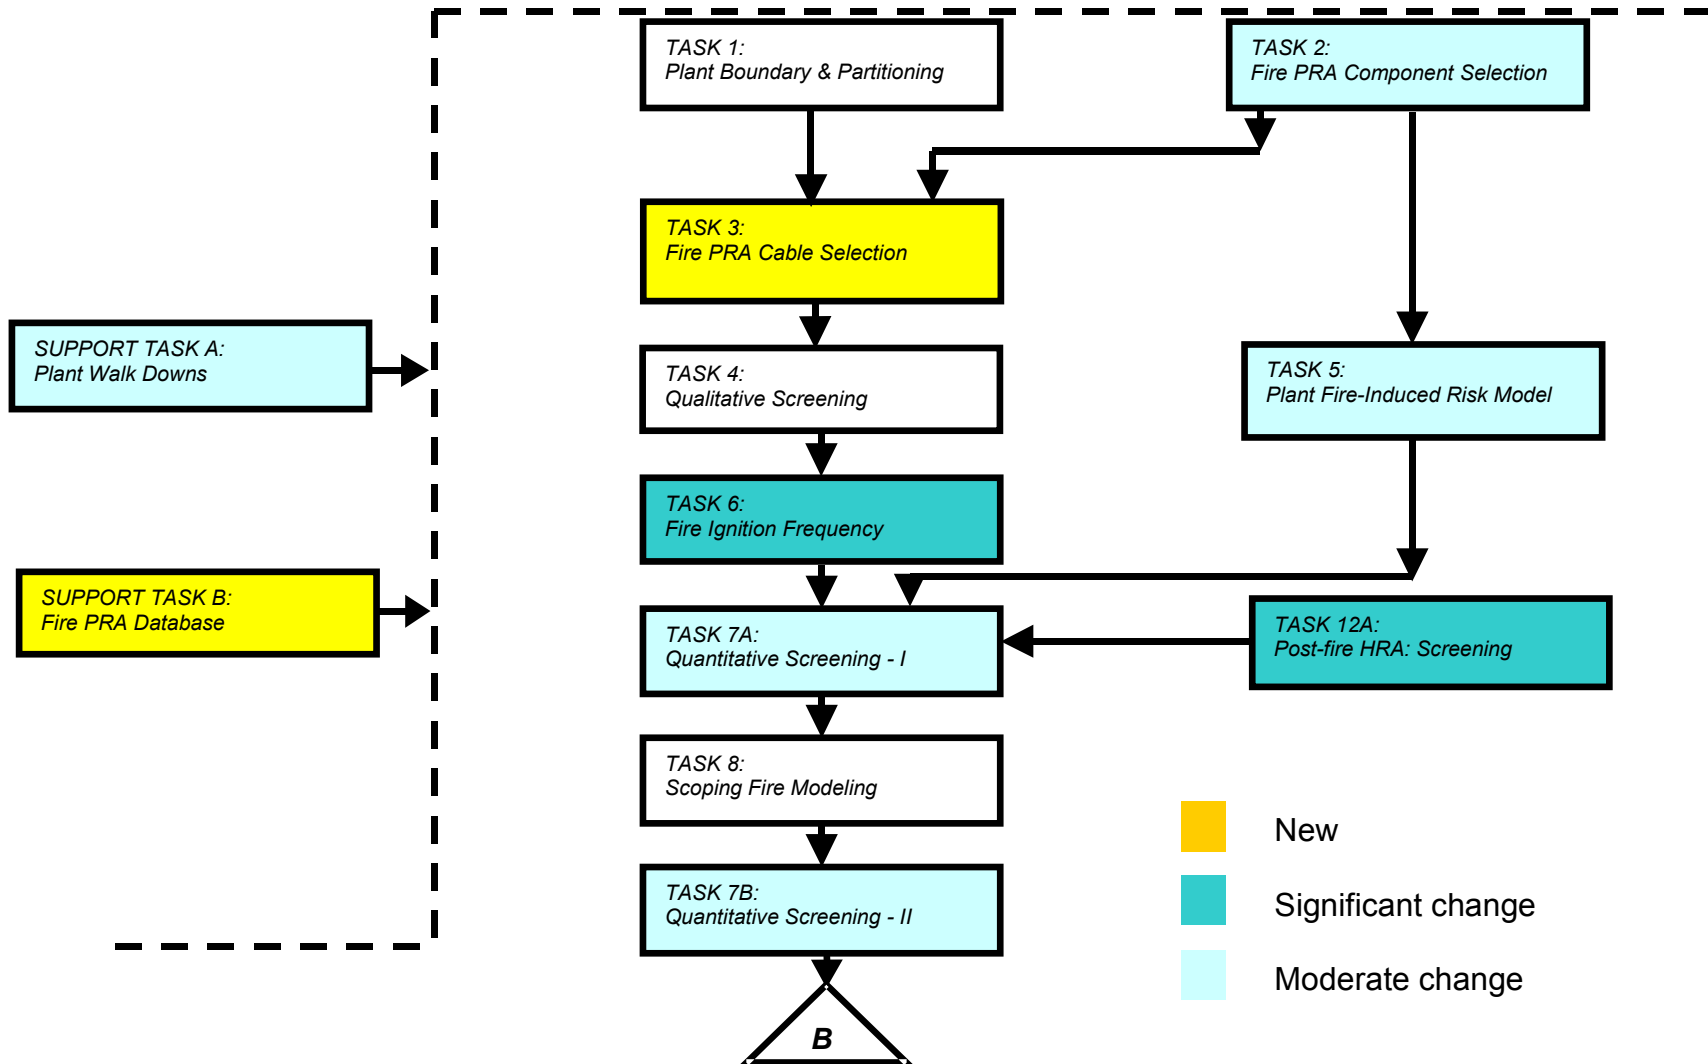 TASK 1:
Plant Boundary & Partitioning
TASK 2:
Fire PRA Component Selection
TASK 3:
Fire PRA Cable Selection
SUPPORT TASK A:
Plant Walk Downs
TASK 4:
Qualitative Screening
TASK 5:
Plant Fire-Induced Risk Model
TASK 6:
Fire Ignition Frequency
SUPPORT TASK B:
Fire PRA Database
TASK 7A:
Quantitative Screening - I
TASK 12A:
Post-fire HRA: Screening
TASK 8:
Scoping Fire Modeling
TASK 7B:
Quantitative Screening - II
New
Significant change
Moderate change
B